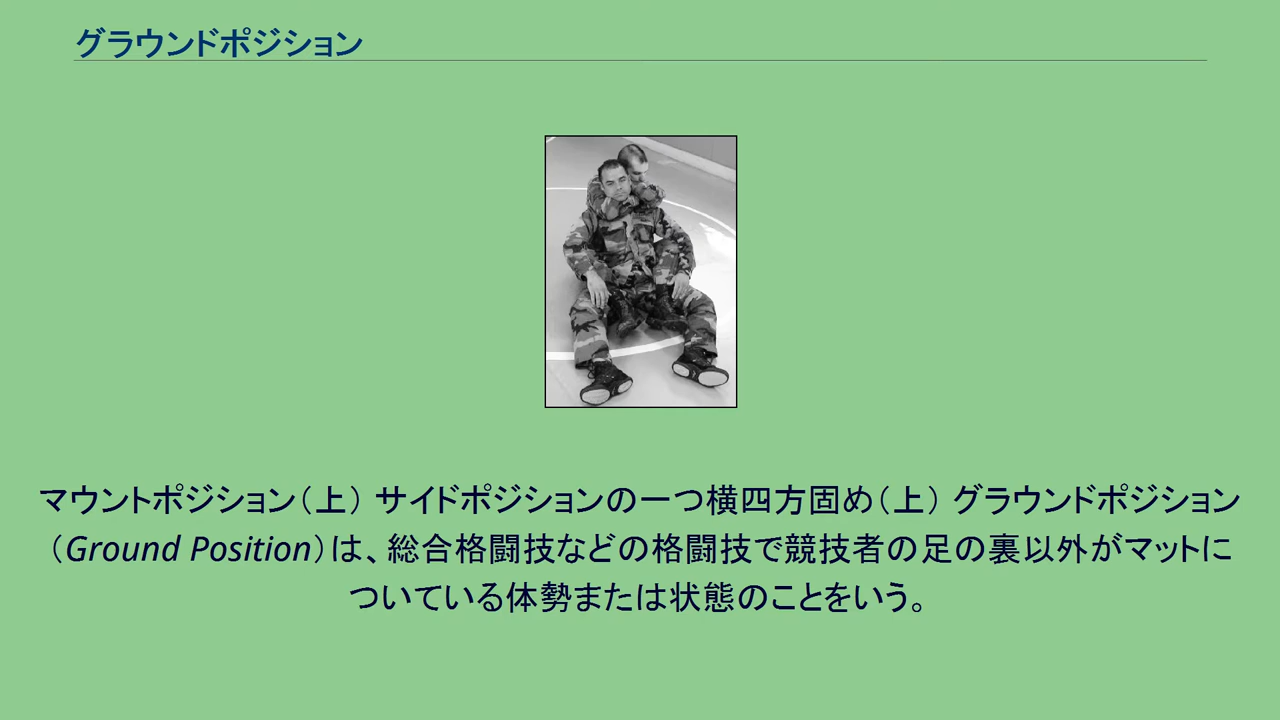 グラウンドポジション
マウントポジション（上） サイドポジションの一つ横四方固め（上） グラウンドポジション
（Ground Position）は、総合格闘技などの格闘技で競技者の足の裏以外がマットに
ついている体勢または状態のことをいう。